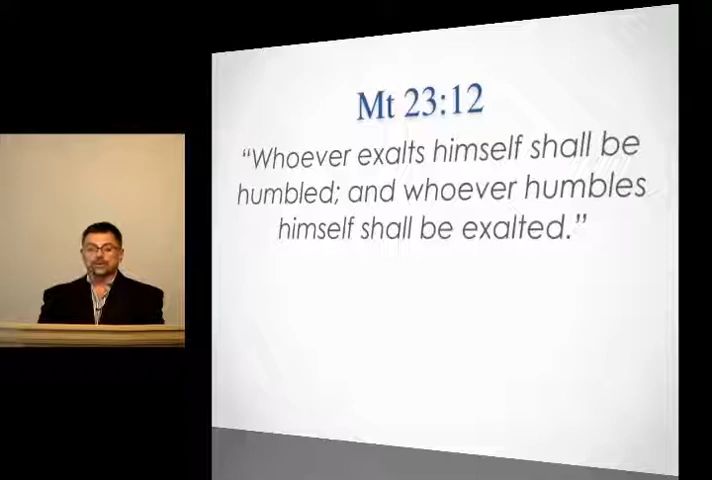 Mt 23:12
“Whoever exalts himself shall be
humbled; and whoever humbles
himself shall be exalted.”